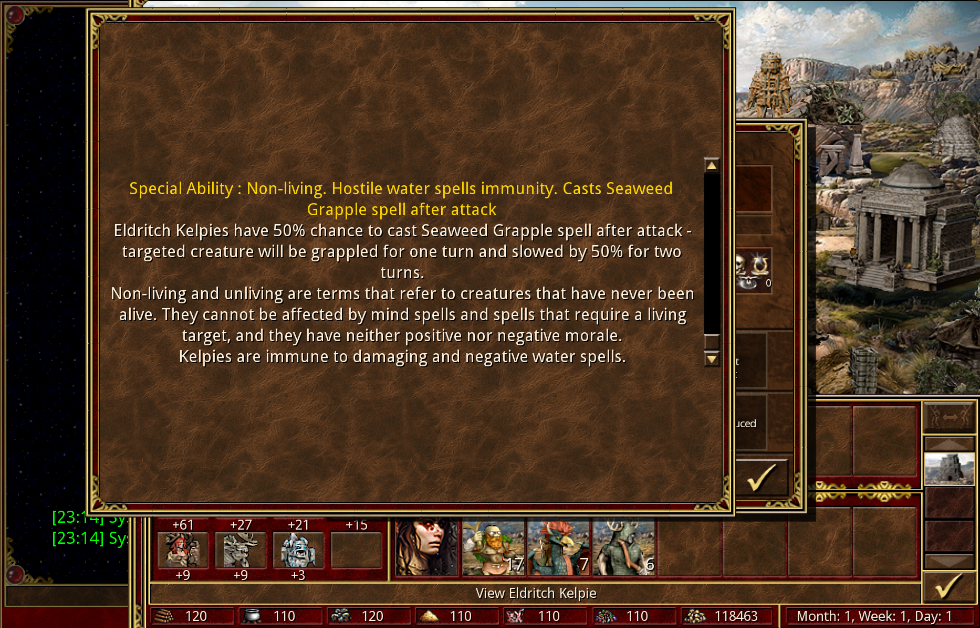 Special Ability : Non-living. Hostile water spells immunity. Casts Seaweed
Grapple spell after attack
Eldritch Kelpies have 50% chance to cast Seaweed Grapple spell after attack -
targeted creature will be grappled for one turn and slowed by 50% for two
turns.
Non-living and unliving are terms that refer to creatures that have never been
alive. They cannot be affected by mind spells and spells that require a living
target, and they have neither positive nor negative morale.
Kelpies are immune to damaging and negative water spells.
0
[23:14] Sy
[23:14] Sy
+61 +27 +21 +15
+9 +9 +3
17 7 6
View Eldritch Kelpie
120 110 120 110 110 110 118463 Month: 1, Week: 1, Day: 1